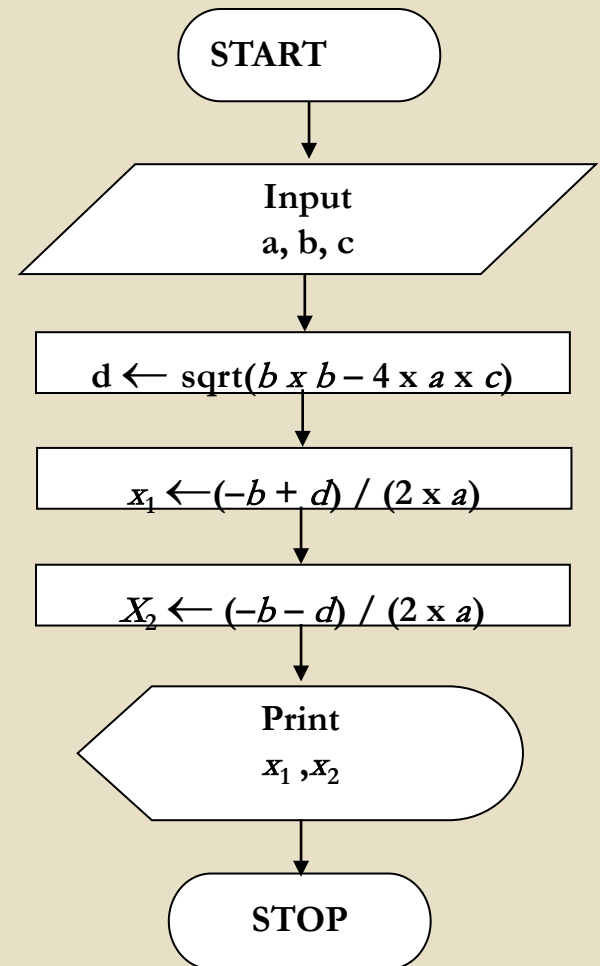 START
Input
a, b, c
d ← sqrt(b x b – 4 x a x c)
x₁ ←(–b + d) / (2 x a)
X₂ ← (–b – d) / (2 x a)
Print
x₁ ,x₂
STOP